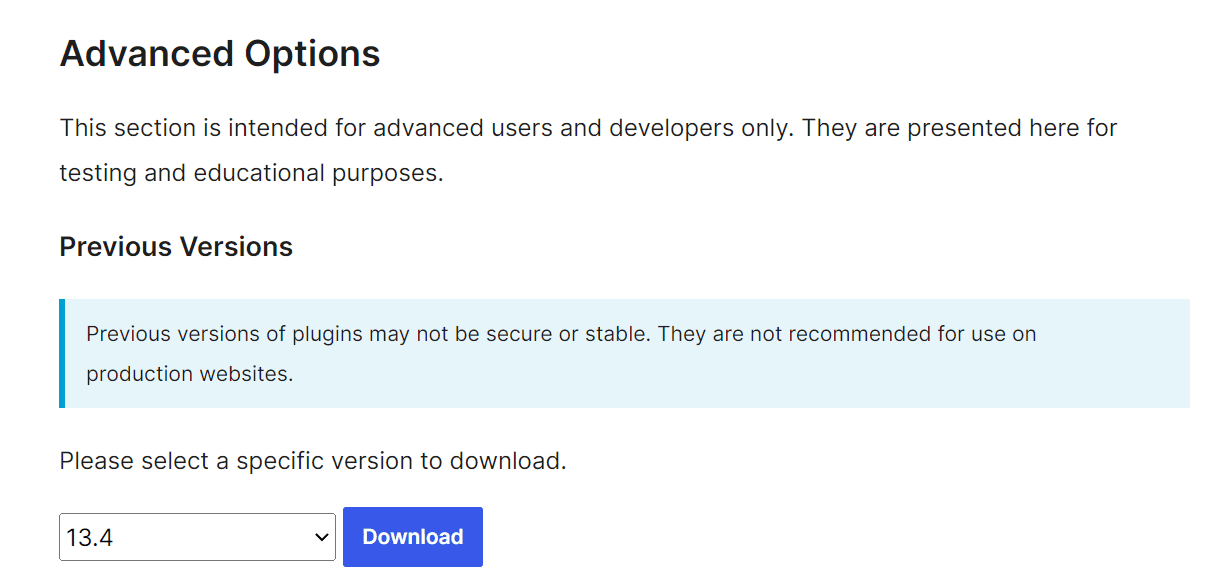 Advanced Options
This section is intended for advanced users and developers only. They are presented here for
testing and educational purposes.
Previous Versions
Previous versions of plugins may not be secure or stable. They are not recommended for use on
production websites.
Please select a specific version to download.
13.4 Download